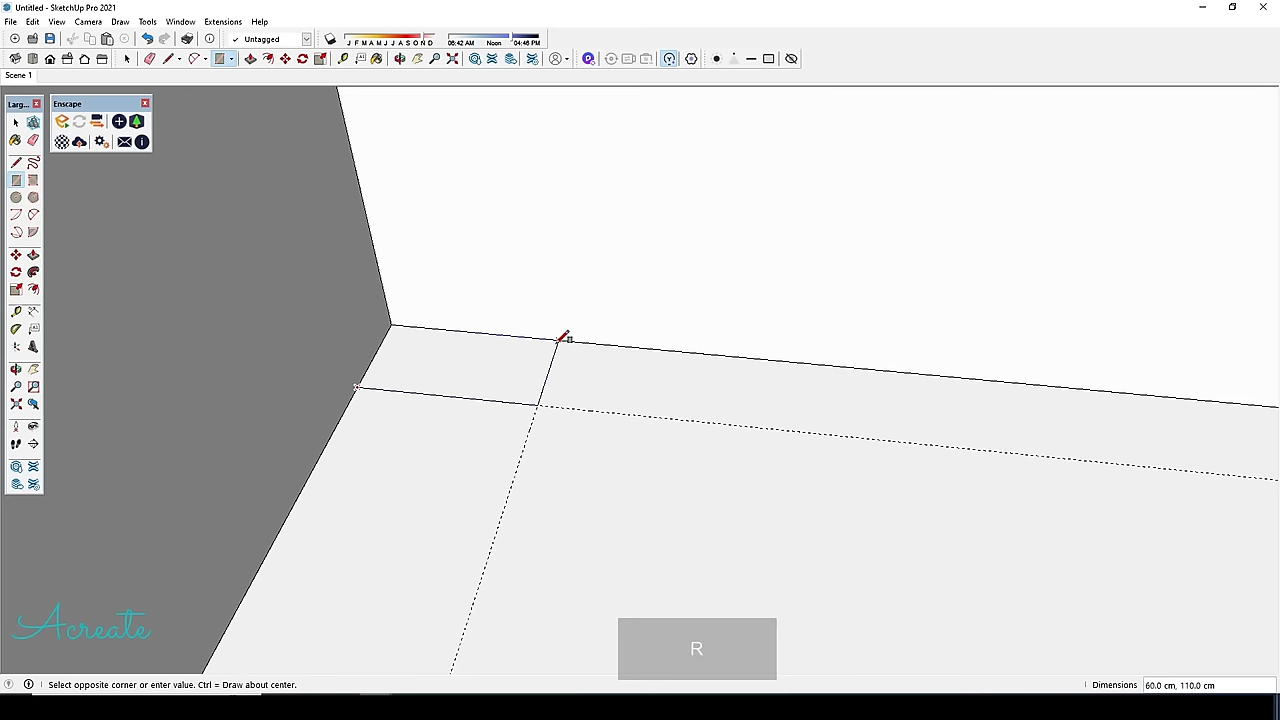 Untitled - SketchUp Pro 2021
File Edit View Camera Draw Tools Window Extensions Help
Untagged
J F M A M J J A S O N D
06:42 AM Noon 04:46 PM
Scene 1
Larg...
Enscape
Acreate
R
Select opposite corner or enter value. Ctrl = Draw about center.
Dimensions 60.0 cm, 110.0 cm